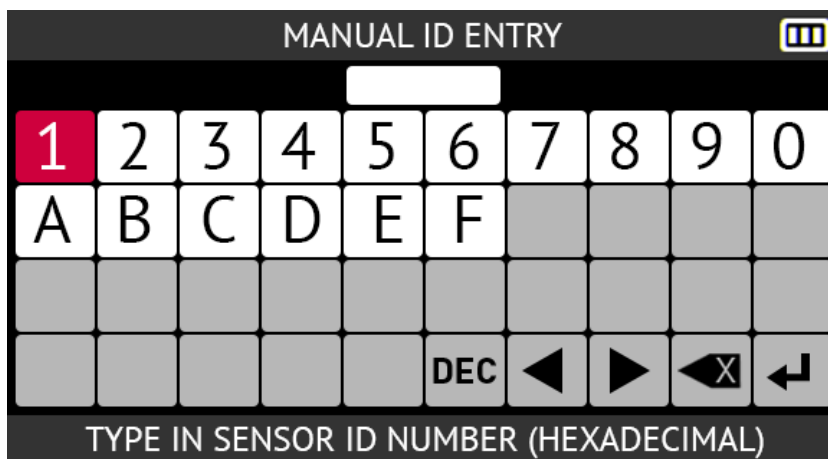 MANUAL ID ENTRY
1 2 3 4 5 6 7 8 9 0
A B C D E F
DEC X
TYPE IN SENSOR ID NUMBER (HEXADECIMAL)